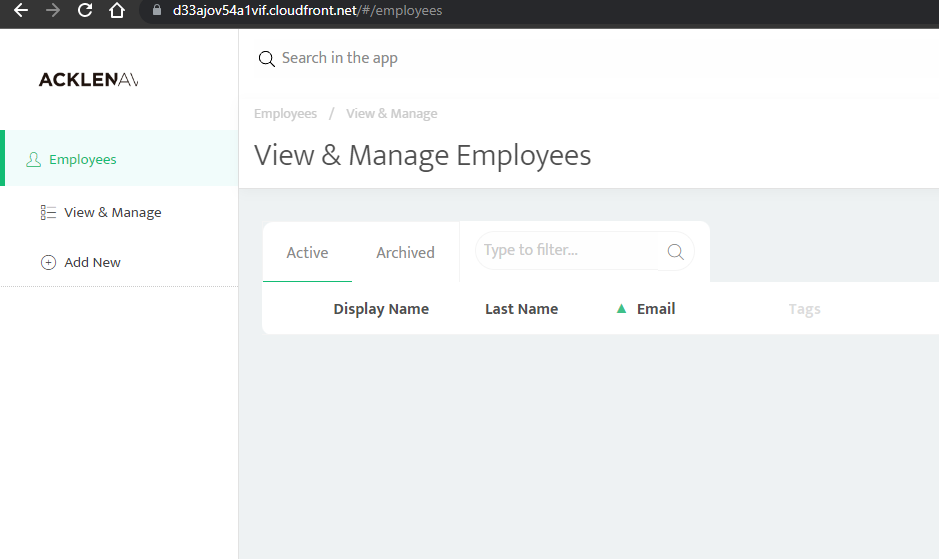 d33ajov54a1vif.cloudfront.net/#/employees
ACKLENAV
Search in the app
Employees / View & Manage
View & Manage Employees
Employees
View & Manage
Add New
Active Archived Type to filter...
Display Name Last Name ▲ Email Tags